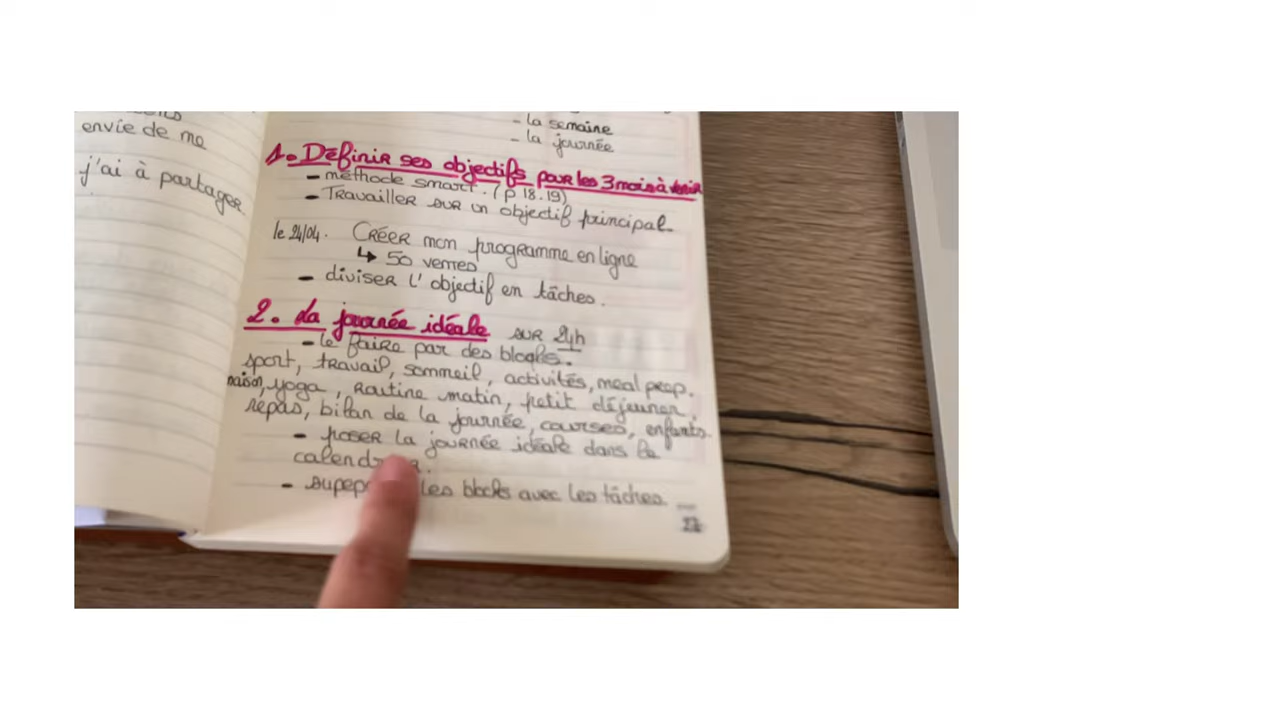 envie de me
j'ai à partager.
- la semaine
- la journée
1. Définir ses objectifs pour les 3 mois à venir
- méthode smart. (p 18.19)
- Travailler sur un objectif principal.
le 24/04. Créer mon programme en ligne
↳ 50 ventes
- diviser l'objectif en tâches.
2. La journée idéale sur 24h
- le faire par des blocks.
sport, travail, sommeil, activités, meal prep.
maison, yoga, Routine matin, petit déjeuner
repas, bilan de la journée, courses, enfants.
- poser la journée idéale dans le
- les blocks avec les tâches.